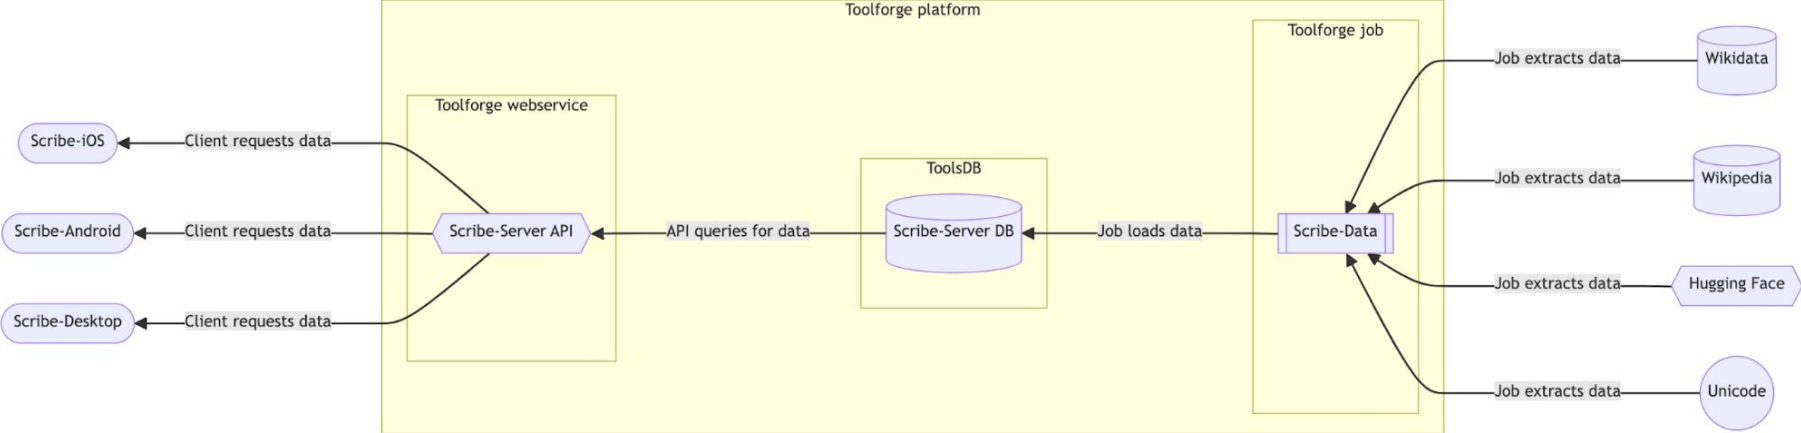 Toolforge platform
Toolforge job
Toolforge webservice
ToolsDB
Scribe-iOS
Client requests data
Scribe-Android
Client requests data
Scribe-Desktop
Client requests data
Scribe-Server API
API queries for data
Scribe-Server DB
Job loads data
Scribe-Data
Job extracts data
Wikidata
Job extracts data
Wikipedia
Job extracts data
Hugging Face
Job extracts data
Unicode